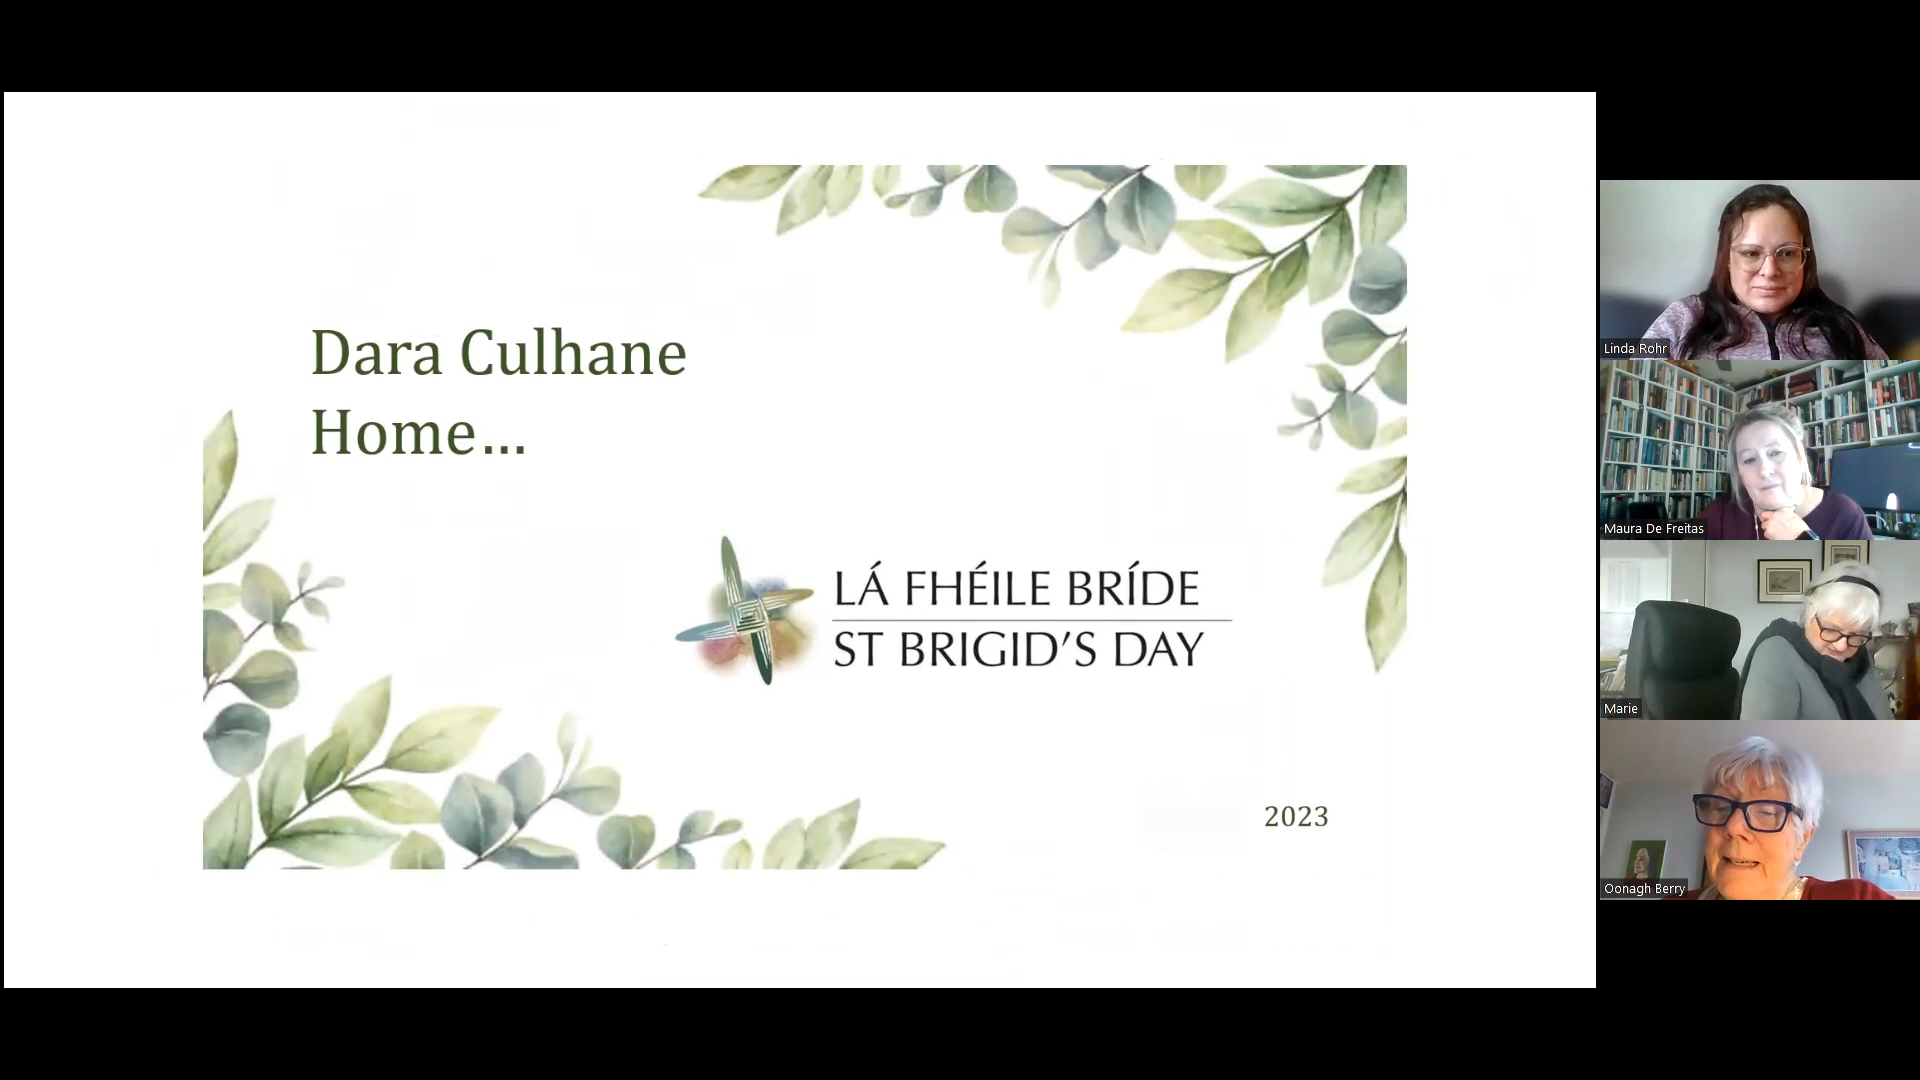 Dara Culhane
Home…
LÁ FHÉILE BRÍDE
ST BRIGID'S DAY
2023
Linda Rohr
Maura De Freitas
Marie
Oonagh Berry